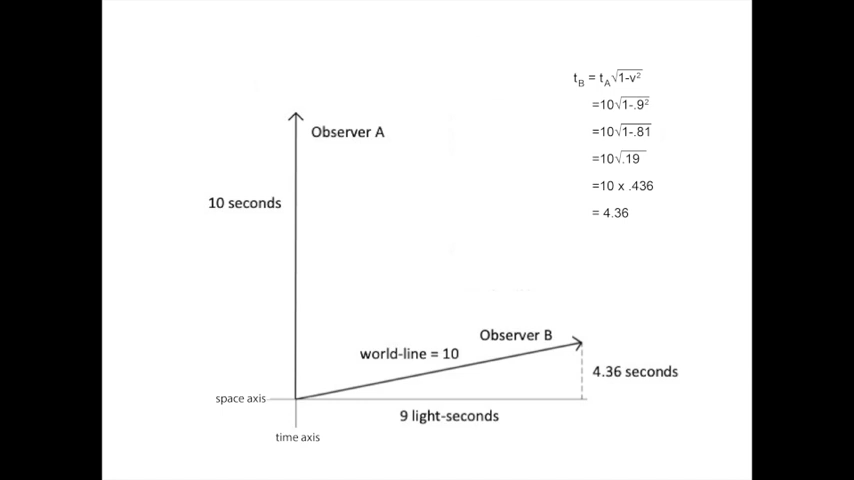 t_B = t_A√1-v²
=10√1-.9²
=10√1-.81
=10√.19
=10 x .436
= 4.36
Observer A
10 seconds
Observer B
world-line = 10
4.36 seconds
space axis
9 light-seconds
time axis